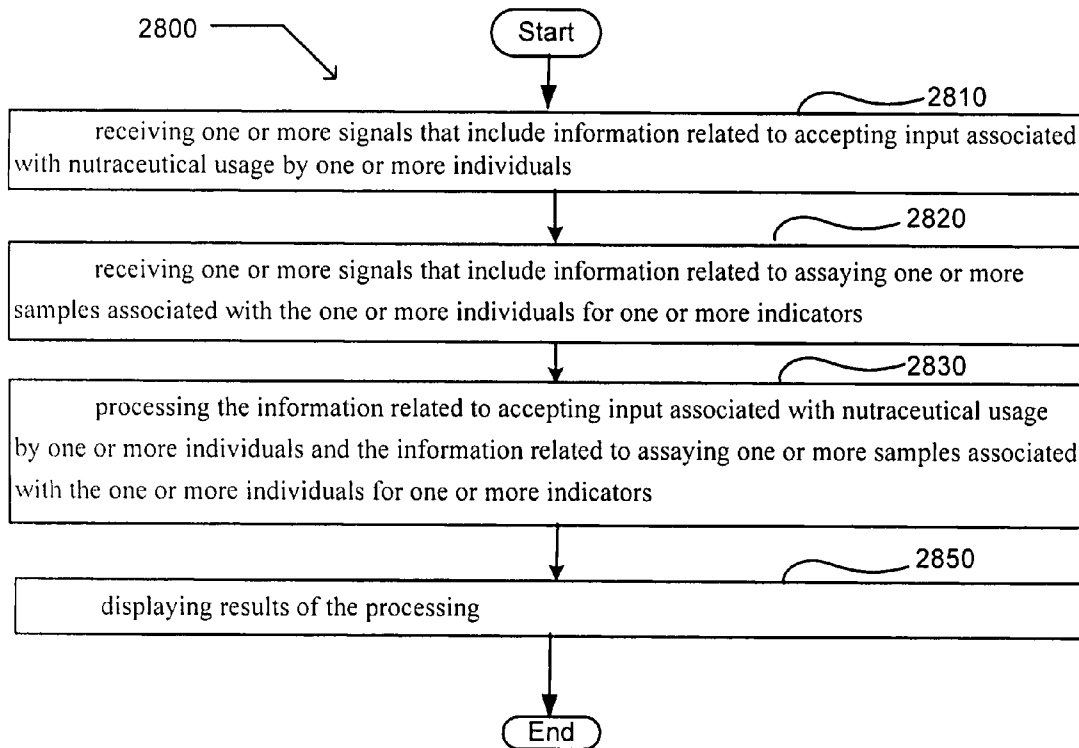 2800
Start
2810
receiving one or more signals that include information related to accepting input associated
with nutraceutical usage by one or more individuals
2820
receiving one or more signals that include information related to assaying one or more
samples associated with the one or more individuals for one or more indicators
2830
processing the information related to accepting input associated with nutraceutical usage
by one or more individuals and the information related to assaying one or more samples associated
with the one or more individuals for one or more indicators
2850
displaying results of the processing
End